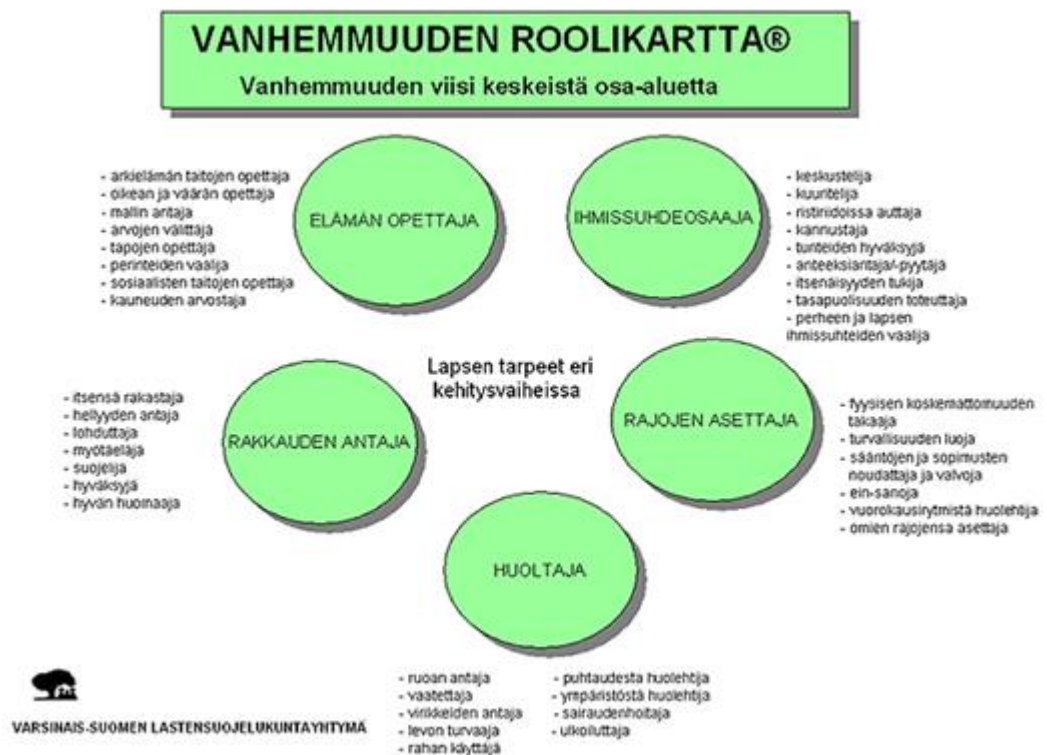 VANHEMMUUDEN ROOLIKARTTA®
Vanhemmuuden viisi keskeistä osa-aluetta
ELÄMÄN OPETTAJA
- arkielämän taitojen opettaja
- oikean ja väärän opettaja
- mallin antaja
- arvojen välittäjä
- tapojen opettaja
- perinteiden vaalija
- sosiaalisten taitojen opettaja
- kauneuden arvostaja
IHMISSUHDEOSAAJA
- keskustelija
- kuuntelija
- ristiriidoissa auttaja
- kannustaja
- tunteiden hyväksyjä
- anteeksiantaja/-pyytäjä
- itsenäisyyden tukija
- tasapuolisuuden toteuttaja
- perheen ja lapsen
ihmissuhteiden vaalija
Lapsen tarpeet eri
kehitysvaiheissa
RAKKAUDEN ANTAJA
- itsensä rakastaja
- hellyyden antaja
- lohduttaja
- myötäeläjä
- suojelija
- hyväksyjä
- hyvän huomaaja
RAJOJEN ASETTAJA
- fyysisen koskemattomuuden
takaaja
- turvallisuuden luoja
- sääntöjen ja sopimusten
noudattaja ja valvoja
- ein-sanoja
- vuorokausirytmistä huolehtija
- omien rajojensa asettaja
HUOLTAJA
- ruoan antaja
- vaatettaja
- virikkeiden antaja
- levon turvaaja
- rahan käyttäjä
- puhtaudesta huolehtija
- ympäristöstä huolehtija
- sairaudenhoitaja
- ulkoiluttaja
VARSINAIS-SUOMEN LASTENSUOJELUKUNTAYHTYMÄ